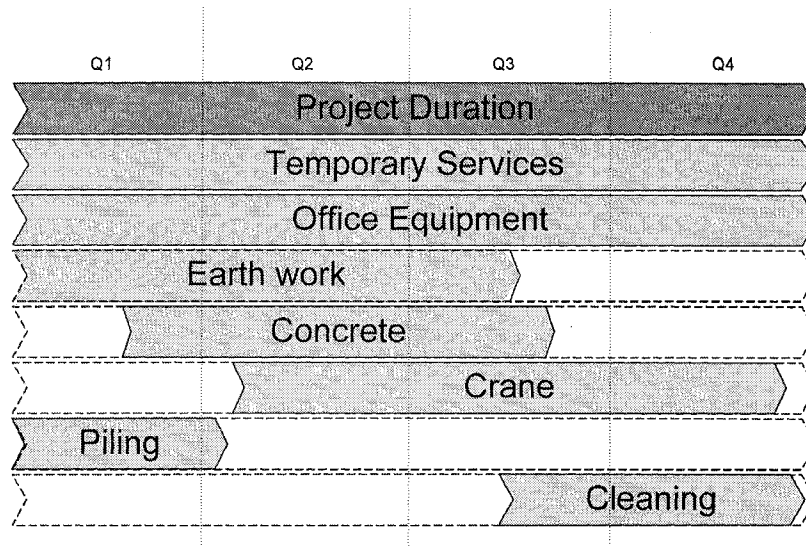 Q1 Q2 Q3 Q4
Project Duration
Temporary Services
Office Equipment
Earth work
Concrete
Crane
Piling
Cleaning